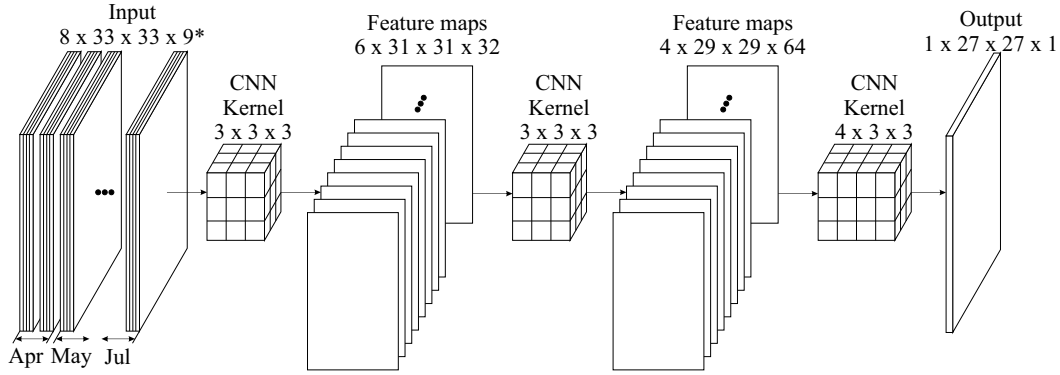 Input
8 x 33 x 33 x 9*
CNN
Kernel
3 x 3 x 3
Feature maps
6 x 31 x 31 x 32
CNN
Kernel
3 x 3 x 3
Feature maps
4 x 29 x 29 x 64
CNN
Kernel
4 x 3 x 3
Output
1 x 27 x 27 x 1
Apr May Jul